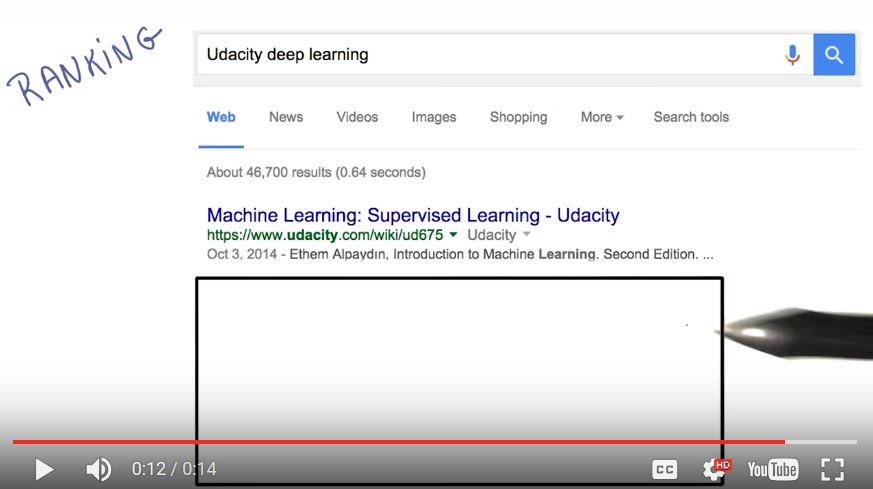 RANKING
Udacity deep learning
Web News Videos Images Shopping More Search tools
About 46,700 results (0.64 seconds)
Machine Learning: Supervised Learning - Udacity
https://www.udacity.com/wiki/ud675 Udacity
Oct 3, 2014 - Ethem Alpaydın, Introduction to Machine Learning. Second Edition. ...
0:12 / 0:14 CC HD YouTube